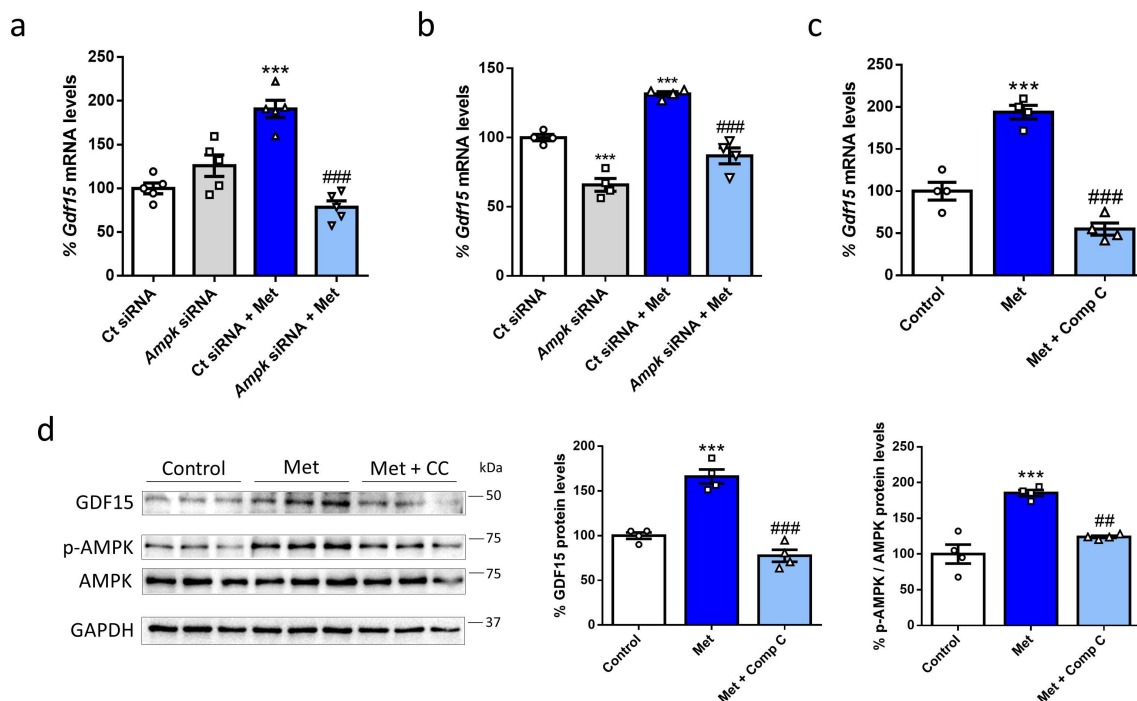 a
b
c
250
200
150
100
50
0
% Gdf15 mRNA levels
***
###
Ct siRNA
Ampk siRNA
Ct siRNA + Met
Ampk siRNA + Met
150
100
50
0
% Gdf15 mRNA levels
***
***
###
Ct siRNA
Ampk siRNA
Ct siRNA + Met
Ampk siRNA + Met
250
200
150
100
50
0
% Gdf15 mRNA levels
***
###
Control
Met
Met + Comp C
d
Control Met Met + CC kDa
GDF15 50
p-AMPK 75
AMPK 75
GAPDH 37
200
150
100
50
0
% GDF15 protein levels
***
###
Control
Met
Met + Comp C
250
200
150
100
50
0
% p-AMPK / AMPK protein levels
***
##
Control
Met
Met + Comp C